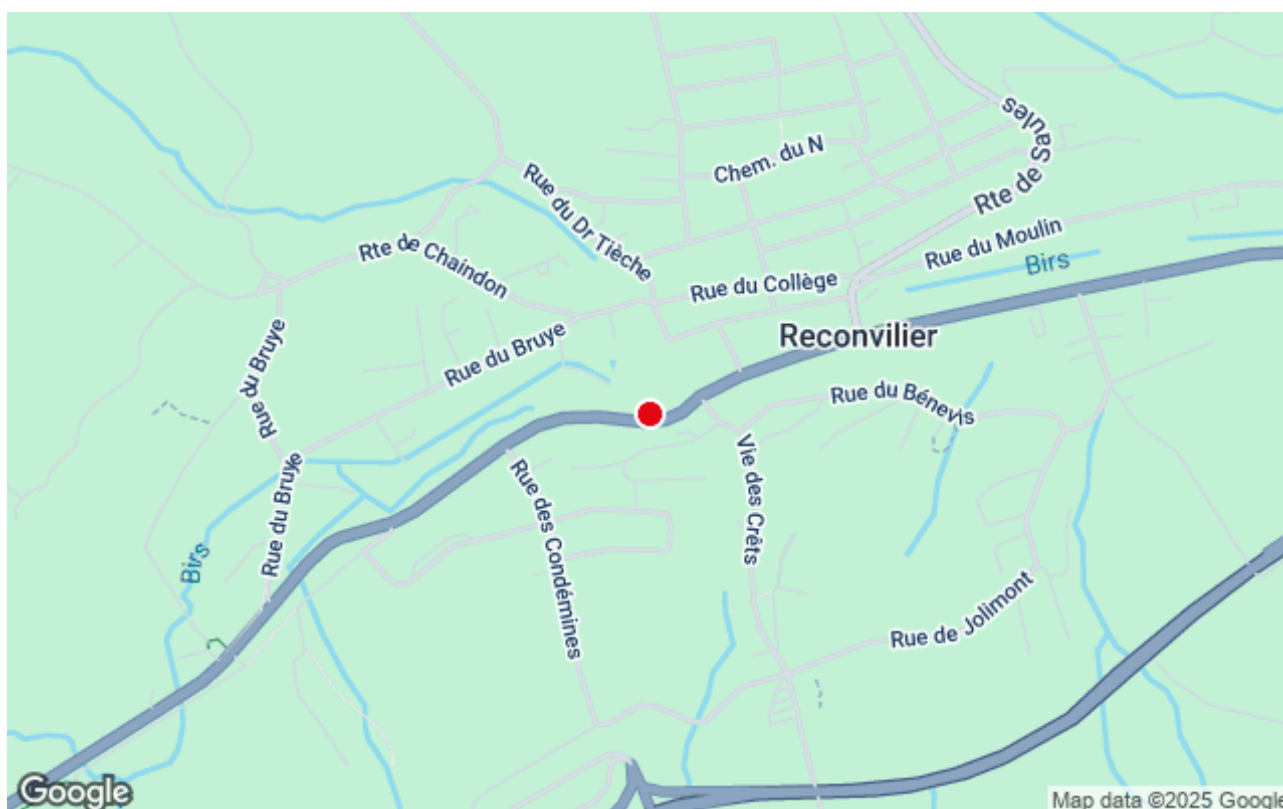 Rte de Saules
Chem. du N
Rue du Dr Tièche
Rte de Chaindon
Rue du Moulin
Birs
Rue du Collège
Reconvilier
Rue du Bruye
Rue du Bruye
Rue du Bénevis
Vie des Crêts
Rue du Bruye
Rue des Condémines
Birs
Rue de Jolimont
Google
Map data ©2025 Google